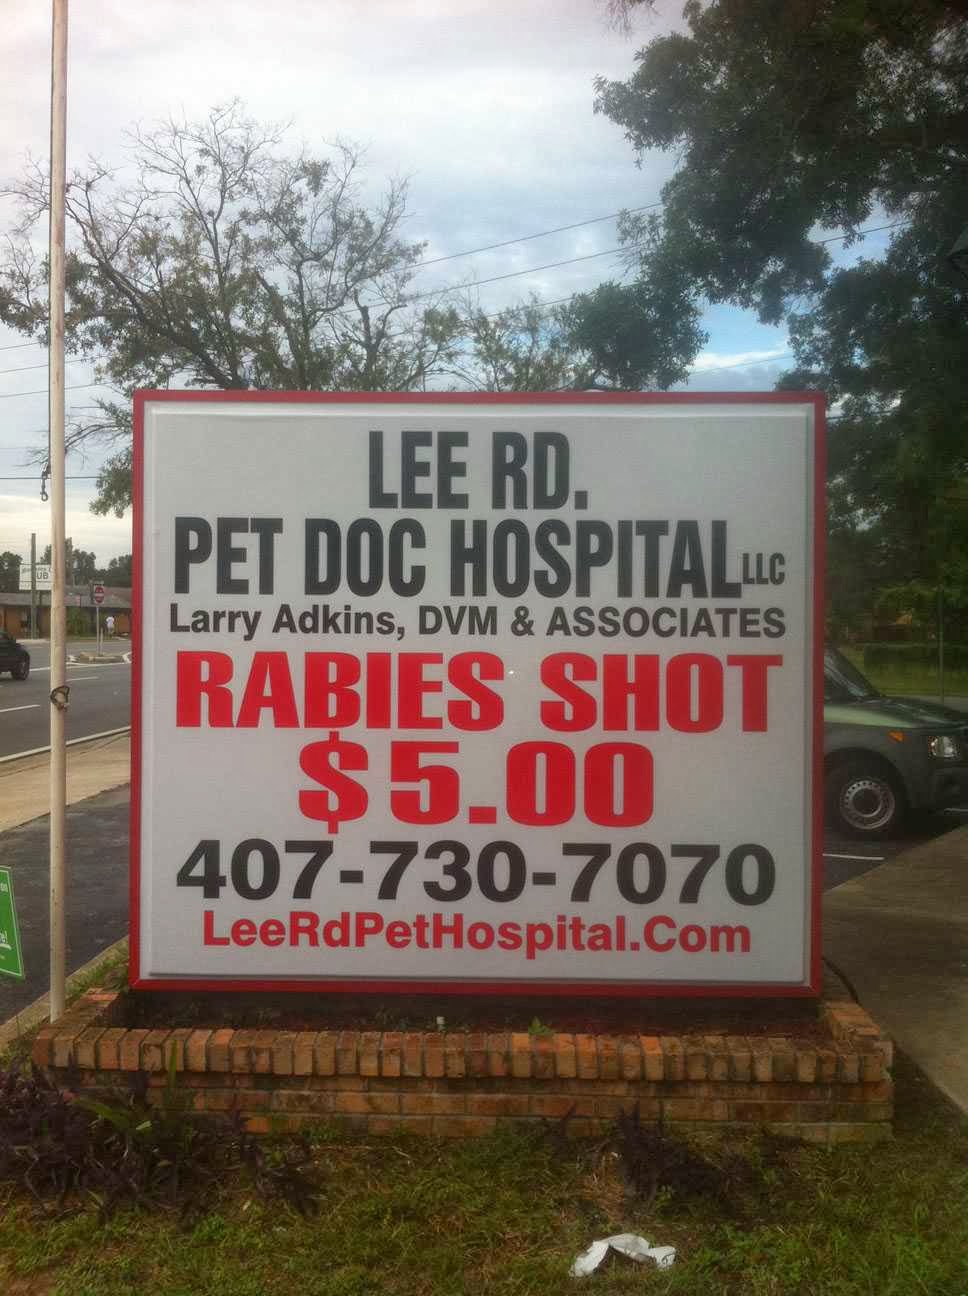 LEE RD.
PET DOC HOSPITAL LLC
Larry Adkins, DVM & ASSOCIATES
RABIES SHOT
$5.00
407-730-7070
LeeRdPetHospital.Com
UB